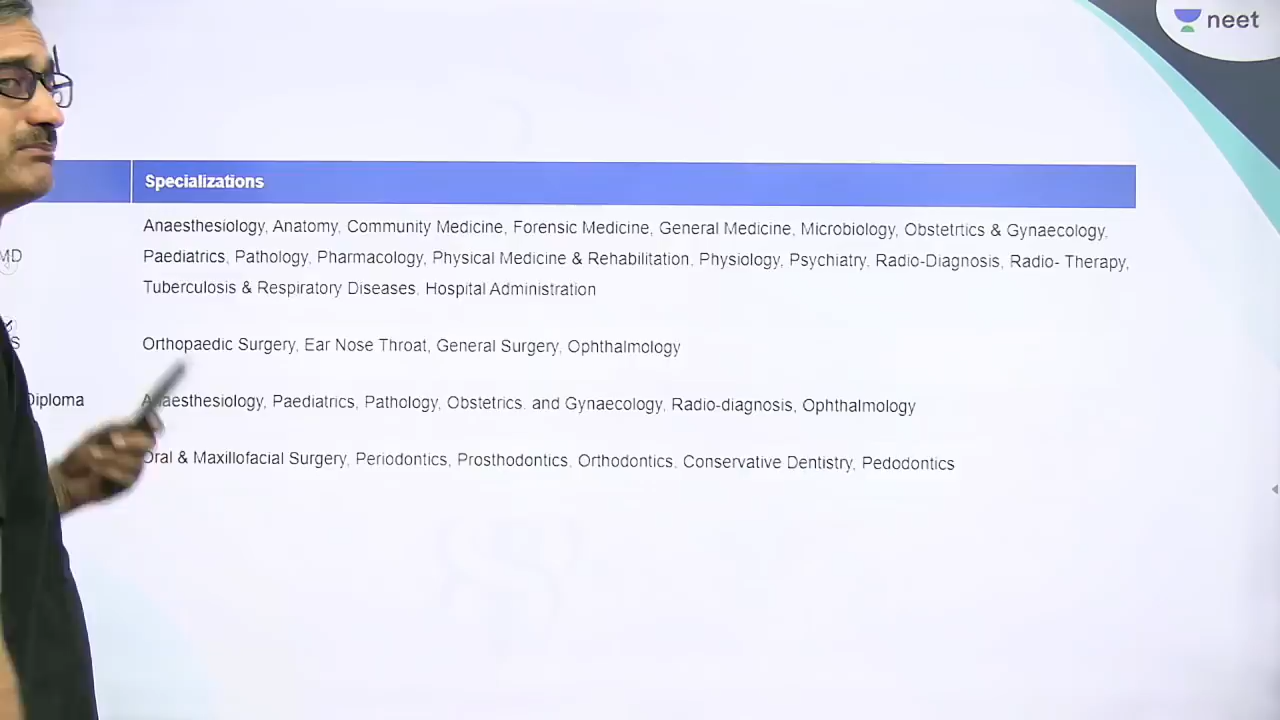 neet
Specializations
Anaesthesiology, Anatomy, Community Medicine, Forensic Medicine, General Medicine, Microbiology, Obstetrtics & Gynaecology,
MD
Paediatrics, Pathology, Pharmacology, Physical Medicine & Rehabilitation, Physiology, Psychiatry, Radio-Diagnosis, Radio- Therapy,
Tuberculosis & Respiratory Diseases, Hospital Administration
S Orthopaedic Surgery, Ear Nose Throat, General Surgery, Ophthalmology
Diploma Anaesthesiology, Paediatrics, Pathology, Obstetrics. and Gynaecology, Radio-diagnosis, Ophthalmology
Oral & Maxillofacial Surgery, Periodontics, Prosthodontics, Orthodontics, Conservative Dentistry, Pedodontics